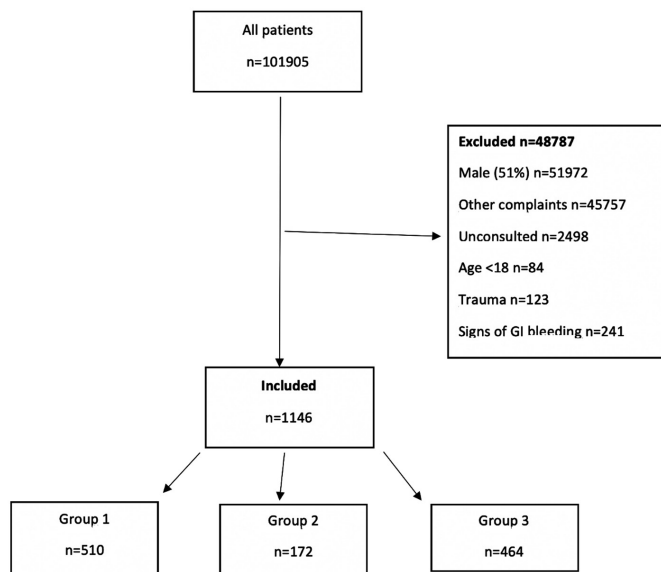 All patients
n=101905
Excluded n=48787
Male (51%) n=51972
Other complaints n=45757
Unconsulted n=2498
Age <18 n=84
Trauma n=123
Signs of GI bleeding n=241
Included
n=1146
Group 1
n=510
Group 2
n=172
Group 3
n=464